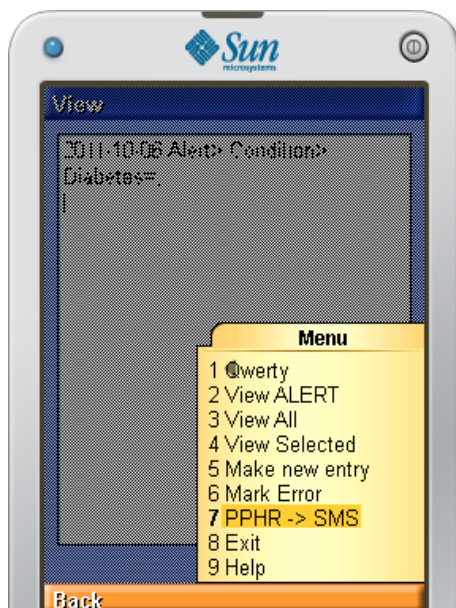 Sun
microsystems
View
2011-10-06 Alert> Condition>
Diabetes=,
Menu
1 Qwerty
2 View ALERT
3 View All
4 View Selected
5 Make new entry
6 Mark Error
7 PPHR -> SMS
8 Exit
9 Help
Back